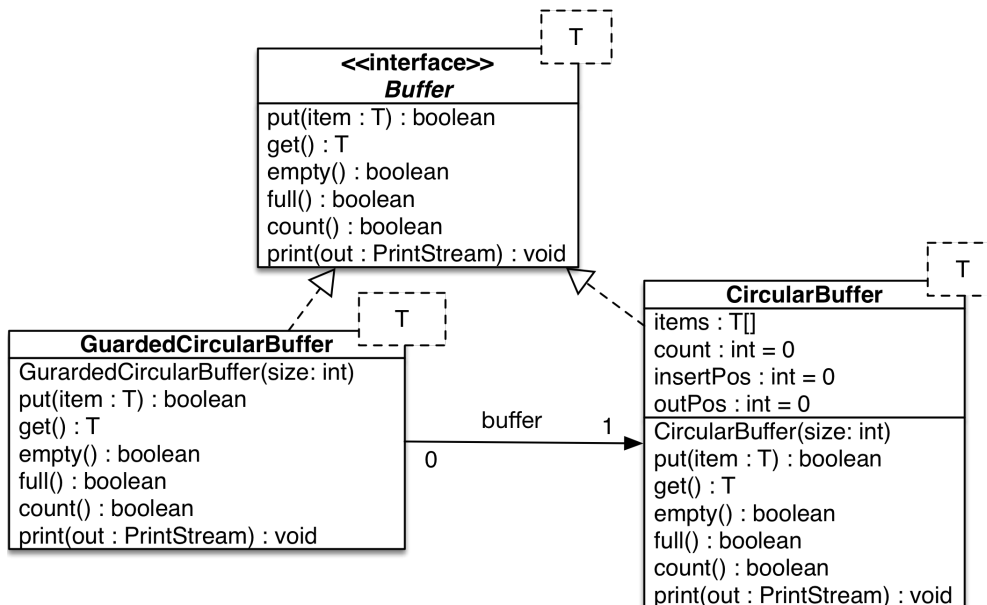 T
<<interface>>
Buffer
put(item : T) : boolean
get() : T
empty() : boolean
full() : boolean
count() : boolean
print(out : PrintStream) : void
T
GuardedCircularBuffer
GurardedCircularBuffer(size: int)
put(item : T) : boolean
get() : T
empty() : boolean
full() : boolean
count() : boolean
print(out : PrintStream) : void
buffer
1
0
T
CircularBuffer
items : T[]
count : int = 0
insertPos : int = 0
outPos : int = 0
CircularBuffer(size: int)
put(item : T) : boolean
get() : T
empty() : boolean
full() : boolean
count() : boolean
print(out : PrintStream) : void